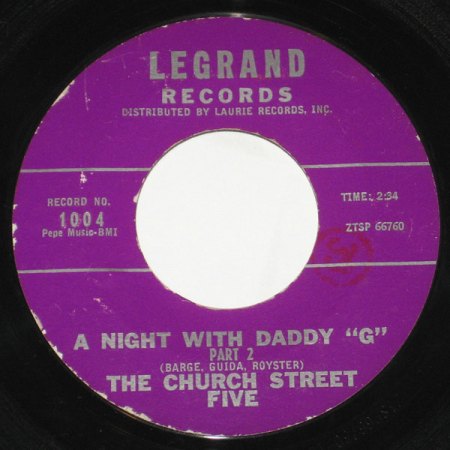 LEGRAND
RECORDS
DISTRIBUTED BY LAURIE RECORDS, INC.
RECORD NO.
1004
Pepe Music-BMI
TIME: 2:34
ZTSP 66760
A NIGHT WITH DADDY "G"
PART 2
(BARGE, GUIDA, ROYSTER)
THE CHURCH STREET
FIVE